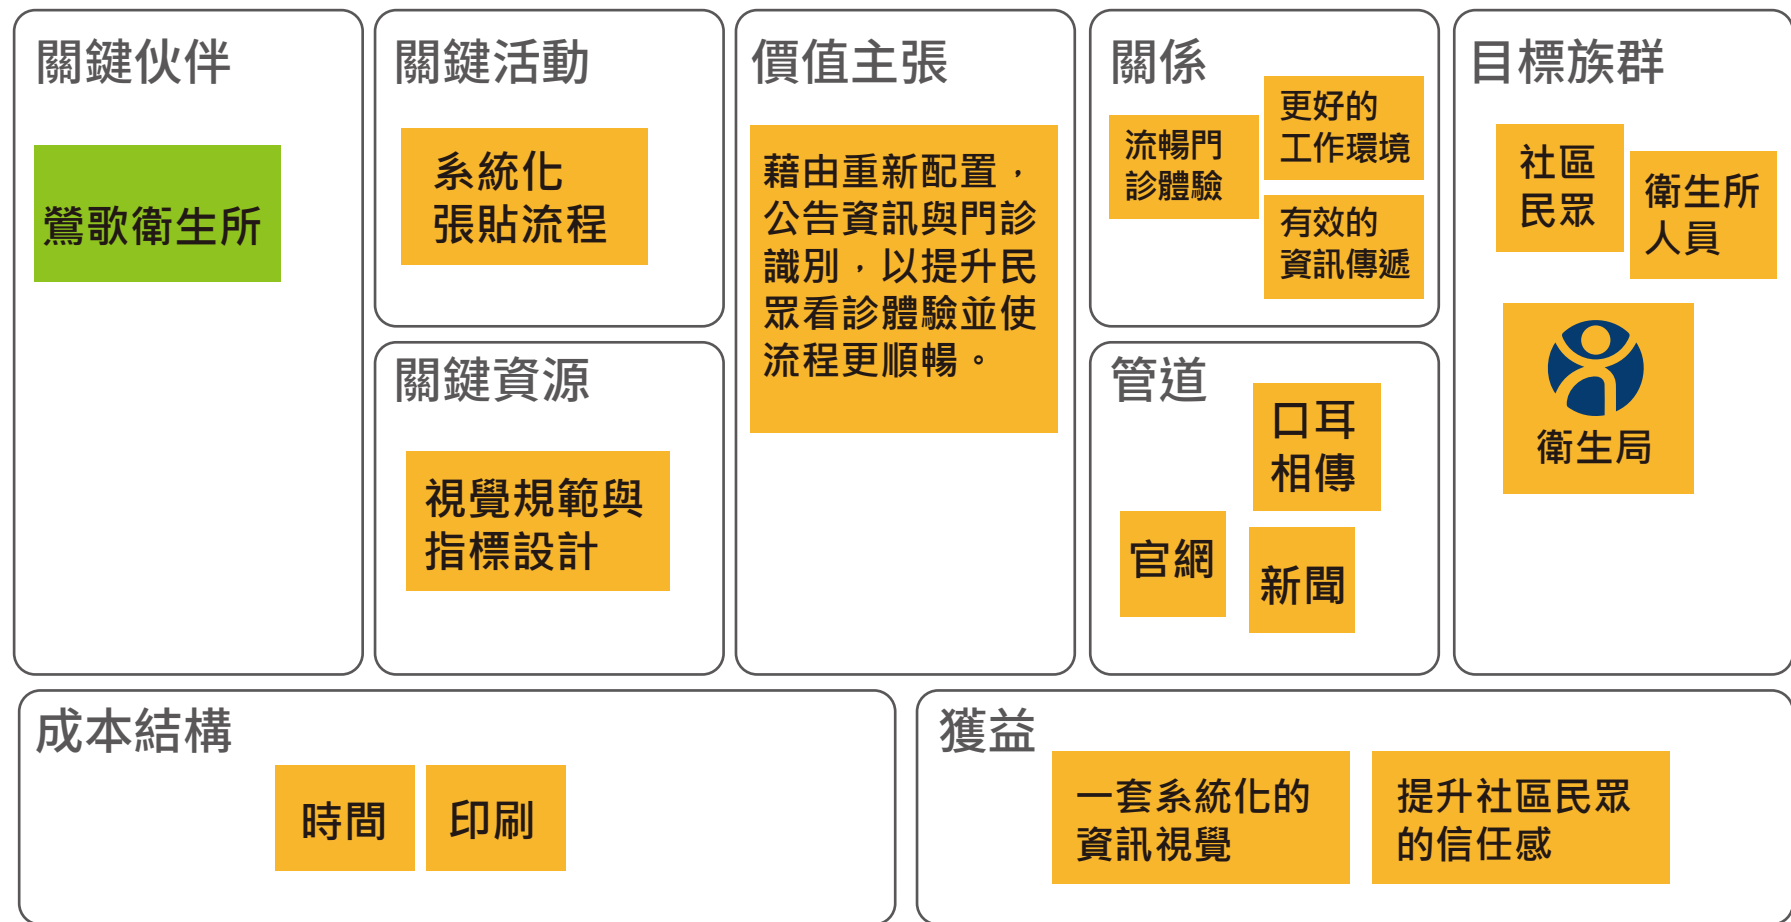 關鍵伙伴
鶯歌衛生所
關鍵活動
系統化
張貼流程
關鍵資源
視覺規範與
指標設計
價值主張
藉由重新配置，
公告資訊與門診
識別，以提升民
眾看診體驗並使
流程更順暢。
關係
流暢門
診體驗
更好的
工作環境
有效的
資訊傳遞
管道
口耳
相傳
官網
新聞
目標族群
社區
民眾
衛生所
人員
衛生局
成本結構
時間
印刷
獲益
一套系統化的
資訊視覺
提升社區民眾
的信任感